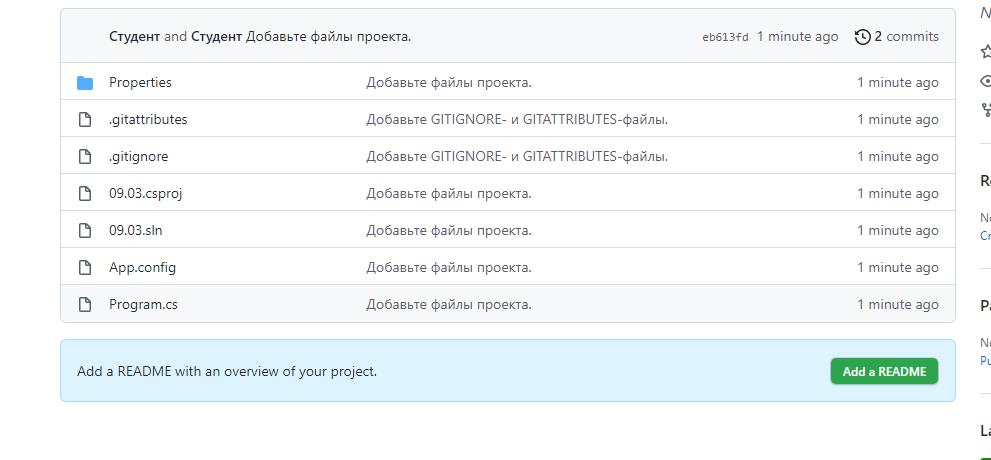 Студент and Студент Добавьте файлы проекта. eb613fd 1 minute ago 2 commits
Properties Добавьте файлы проекта. 1 minute ago
.gitattributes Добавьте GITIGNORE- и GITATTRIBUTES-файлы. 1 minute ago
.gitignore Добавьте GITIGNORE- и GITATTRIBUTES-файлы. 1 minute ago
09.03.csproj Добавьте файлы проекта. 1 minute ago
09.03.sln Добавьте файлы проекта. 1 minute ago
App.config Добавьте файлы проекта. 1 minute ago
Program.cs Добавьте файлы проекта. 1 minute ago
Add a README with an overview of your project. Add a README